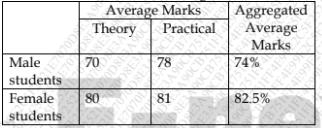 Average Marks Aggregated Average Marks
Theory Practical
Male students 70 78 74%
Female students 80 81 82.5%